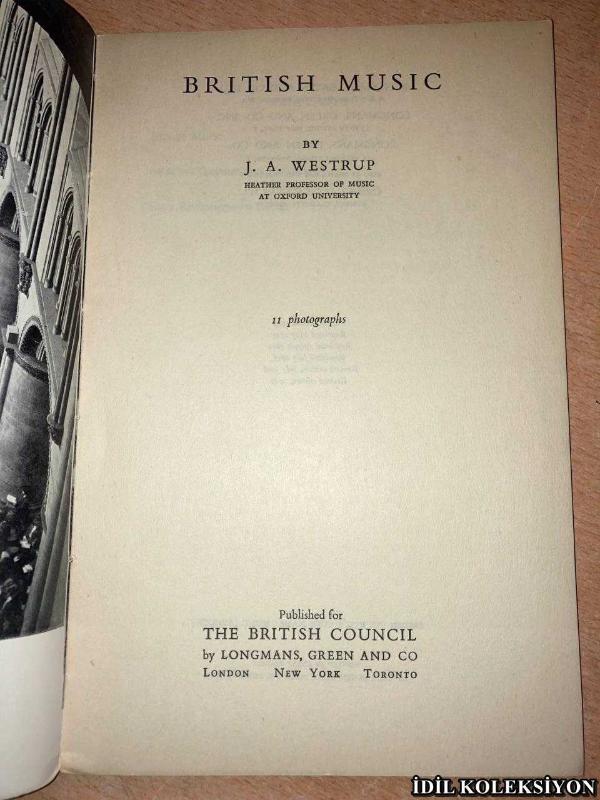 BRITISH MUSIC
BY
J. A. WESTRUP
HEATHER PROFESSOR OF MUSIC
AT OXFORD UNIVERSITY
11 photographs
Published for
THE BRITISH COUNCIL
by LONGMANS, GREEN AND CO
LONDON NEW YORK TORONTO
İDİL KOLEKSİYON